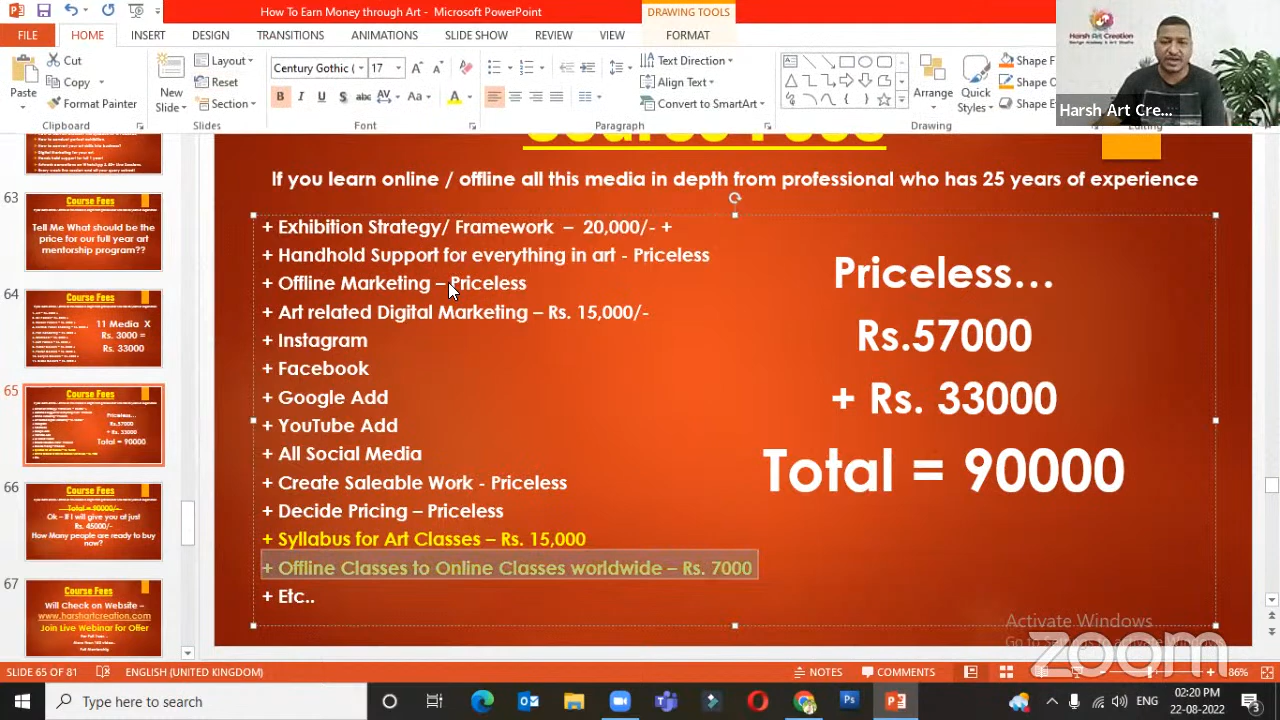 How To Earn Money through Art - Microsoft PowerPoint
DRAWING TOOLS
FILE HOME INSERT DESIGN TRANSITIONS ANIMATIONS SLIDE SHOW REVIEW VIEW FORMAT
Harsh Art Creation
Paste
Cut
Copy
Format Painter
New Slide
Layout
Reset
Section
Century Gothic ( 17
Text Direction
Align Text
Convert to SmartArt
Arrange
Quick Styles
Shape F
Shape O
Shape E
Harsh Art Cre...
Clipboard Slides Font Paragraph Drawing Editing
63
Course Fees
Tell Me What should be the
price for our full year art
mentorship program??
64
Course Fees
11 Media X
Rs. 3000 =
Rs. 33000
65
Course Fees
Priceless...
Rs.57000
+ Rs. 33000
Total = 90000
66
Course Fees
Total = 90000/-
Ok – If I will give you at just
Rs. 45000/-
How Many people are ready to buy
now?
67
Course Fees
Will Check on Website –
www.harshartcreation.com
Join Live Webinar for Offer
Course Fees
If you learn online / offline all this media in depth from professional who has 25 years of experience
+ Exhibition Strategy/ Framework – 20,000/- +
+ Handhold Support for everything in art - Priceless
+ Offline Marketing – Priceless
+ Art related Digital Marketing – Rs. 15,000/-
+ Instagram
+ Facebook
+ Google Add
+ YouTube Add
+ All Social Media
+ Create Saleable Work - Priceless
+ Decide Pricing – Priceless
+ Syllabus for Art Classes – Rs. 15,000
+ Offline Classes to Online Classes worldwide – Rs. 7000
+ Etc..
Priceless...
Rs.57000
+ Rs. 33000
Total = 90000
Activate Windows
Go to Settings to activate Windows.
zoom
SLIDE 65 OF 81 ENGLISH (UNITED KINGDOM) NOTES COMMENTS 86%
Type here to search
ENG
02:20 PM
22-08-2022
3